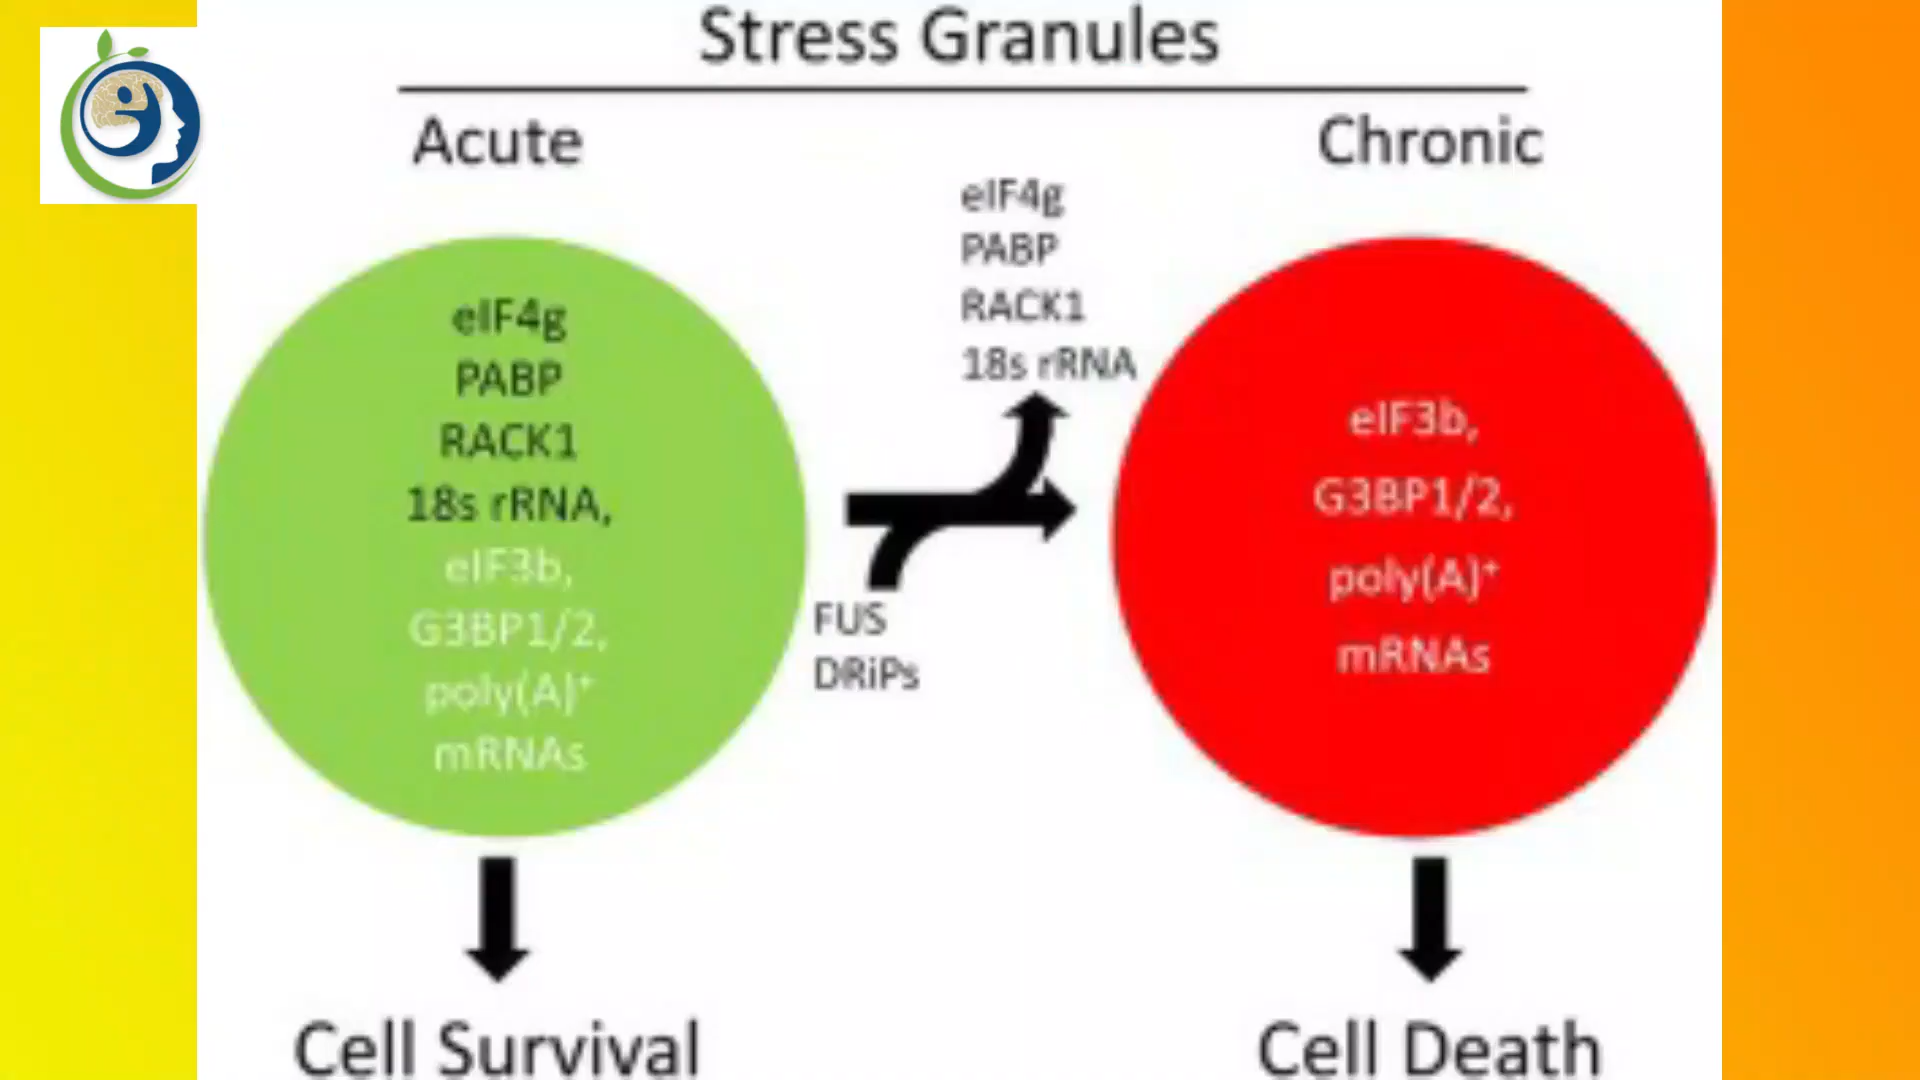 Stress Granules
Acute
Chronic
eIF4g
PABP
RACK1
18s rRNA,
eIF3b,
G3BP1/2,
poly(A)⁺
mRNAs
eIF4g
PABP
RACK1
18s rRNA
FUS
DRiPs
eIF3b,
G3BP1/2,
poly(A)⁺
mRNAs
Cell Survival
Cell Death